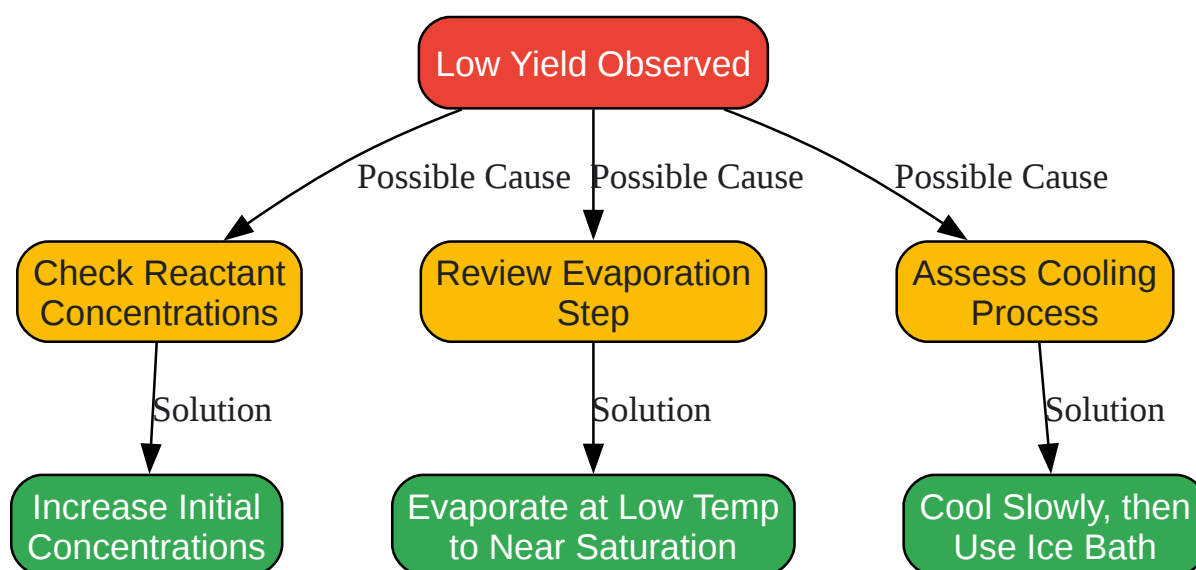 Low Yield Observed
Possible Cause
Possible Cause
Possible Cause
Check Reactant
Concentrations
Review Evaporation
Step
Assess Cooling
Process
Solution
Solution
Solution
Increase Initial
Concentrations
Evaporate at Low Temp
to Near Saturation
Cool Slowly, then
Use Ice Bath